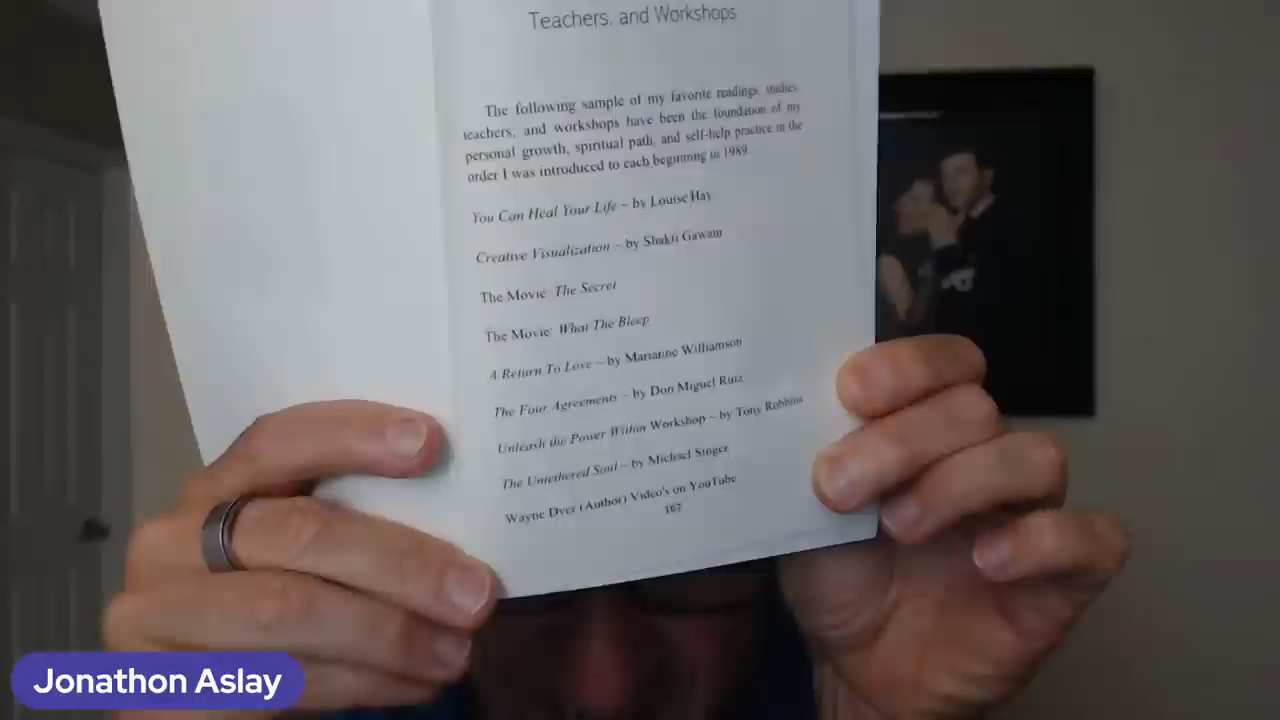 Teachers, and Workshops
The following sample of my favorite readings, studies,
teachers, and workshops have been the foundation of my
personal growth, spiritual path, and self-help practice in the
order I was introduced to each beginning in 1989.
You Can Heal Your Life ~ by Louise Hay
Creative Visualization ~ by Shakti Gawain
The Movie: The Secret
The Movie: What The Bleep
A Return To Love ~ by Marianne Williamson
The Four Agreements ~ by Don Miguel Ruiz
Unleash the Power Within Workshop ~ by Tony Robbins
The Untethered Soul ~ by Michael Singer
Wayne Dyer (Author) Video's on YouTube
167
Jonathon Aslay